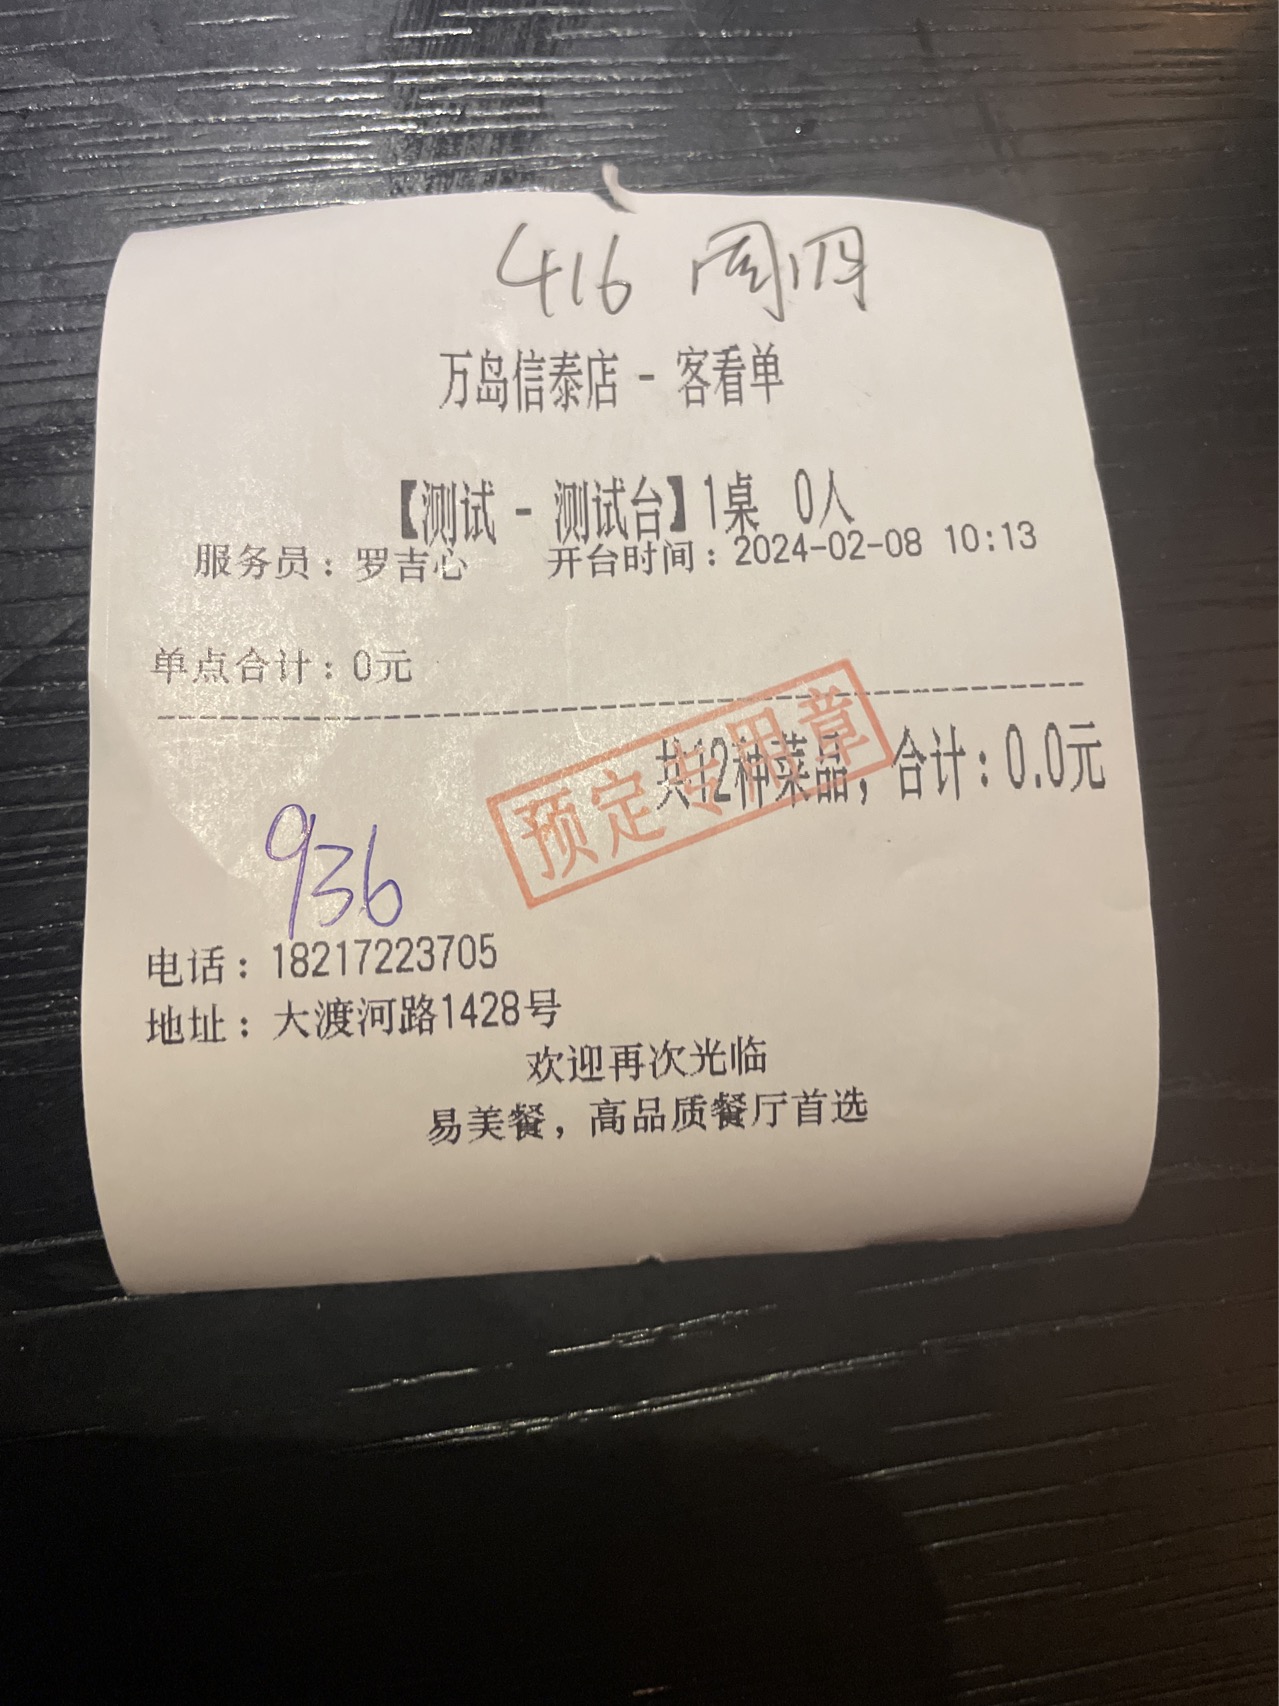 416 周四
万岛信泰店 - 客看单
【测试 - 测试台】1桌 0人
服务员：罗吉心 开台时间：2024-02-08 10:13
单点合计：0元
共12种菜品，合计：0.0元
预定专用章
936
电话：18217223705
地址：大渡河路1428号
欢迎再次光临
易美餐，高品质餐厅首选